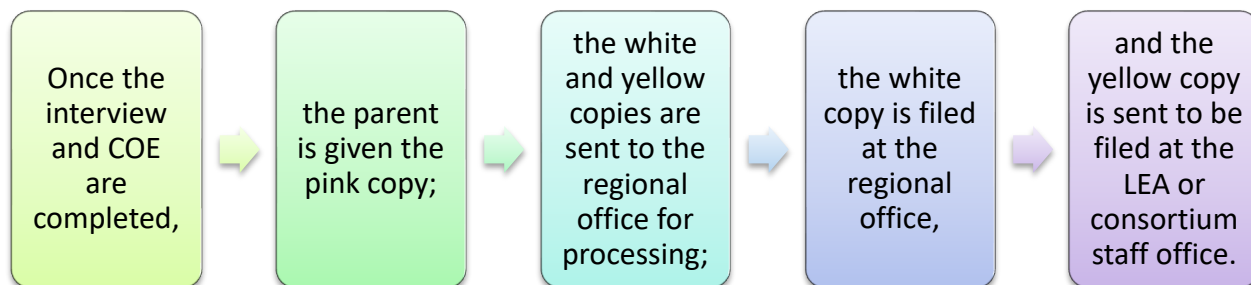 Once the
interview
and COE
are
completed,
the parent
is given the
pink copy;
the white
and yellow
copies are
sent to the
regional
office for
processing;
the white
copy is filed
at the
regional
office,
and the
yellow copy
is sent to be
filed at the
LEA or
consortium
staff office.